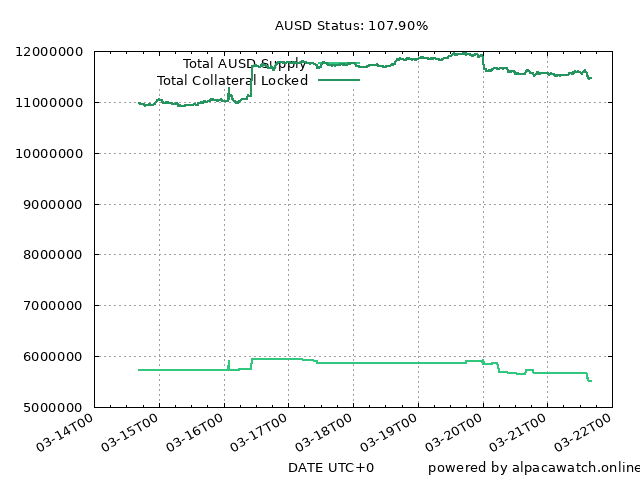 AUSD Status: 107.90%
12000000
Total AUSD Supply
Total Collateral Locked
11000000
10000000
9000000
8000000
7000000
6000000
5000000
03-14T00
03-15T00
03-16T00
03-17T00
03-18T00
03-19T00
03-20T00
03-21T00
03-22T00
DATE UTC+0
powered by alpacawatch.online